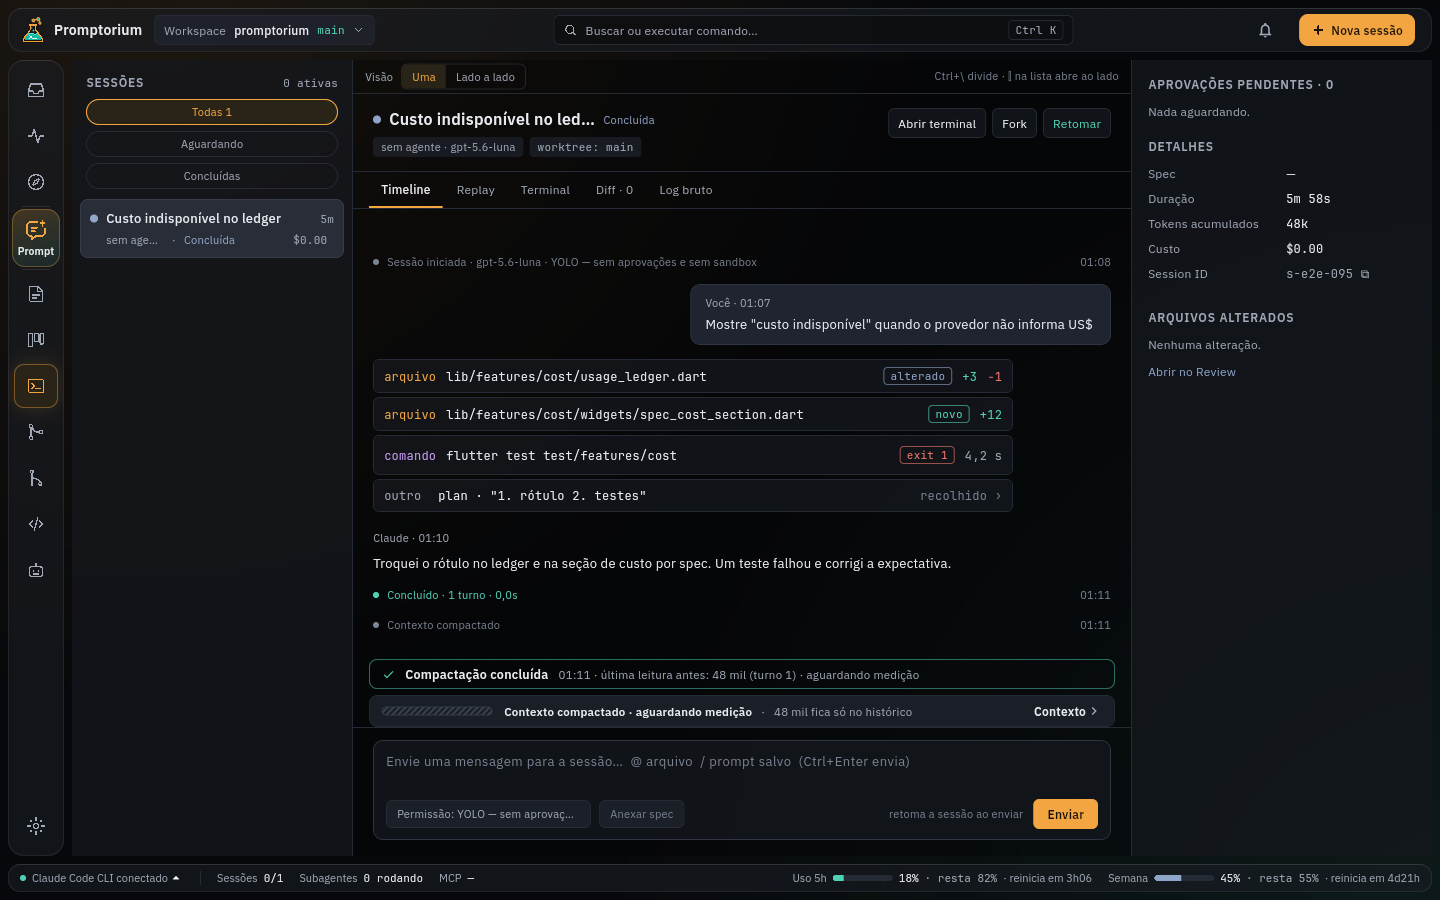 Promptorium
Workspace promptorium main
Buscar ou executar comando...
Ctrl K
Nova sessão
Prompt
SESSÕES 0 ativas
Todas 1
Aguardando
Concluídas
Custo indisponível no ledger 5m
sem age... · Concluída $0.00
Visão Uma Lado a lado
Ctrl+\ divide · ⌷ na lista abre ao lado
Custo indisponível no led... Concluída
sem agente · gpt-5.6-luna worktree: main
Abrir terminal Fork Retomar
Timeline Replay Terminal Diff · 0 Log bruto
Sessão iniciada · gpt-5.6-luna · YOLO — sem aprovações e sem sandbox 01:08
Você · 01:07
Mostre "custo indisponível" quando o provedor não informa US$
arquivo lib/features/cost/usage_ledger.dart alterado +3 -1
arquivo lib/features/cost/widgets/spec_cost_section.dart novo +12
comando flutter test test/features/cost exit 1 4,2 s
outro plan · "1. rótulo 2. testes" recolhido ›
Claude · 01:10
Troquei o rótulo no ledger e na seção de custo por spec. Um teste falhou e corrigi a expectativa.
Concluído · 1 turno · 0,0s 01:11
Contexto compactado 01:11
Compactação concluída 01:11 · última leitura antes: 48 mil (turno 1) · aguardando medição
Contexto compactado · aguardando medição · 48 mil fica só no histórico Contexto
Envie uma mensagem para a sessão... @ arquivo / prompt salvo (Ctrl+Enter envia)
Permissão: YOLO — sem aprovaç... Anexar spec
retoma a sessão ao enviar Enviar
APROVAÇÕES PENDENTES · 0
Nada aguardando.
DETALHES
Spec —
Duração 5m 58s
Tokens acumulados 48k
Custo $0.00
Session ID s-e2e-095
ARQUIVOS ALTERADOS
Nenhuma alteração.
Abrir no Review
Claude Code CLI conectado
Sessões 0/1 Subagentes 0 rodando MCP —
Uso 5h 18% · resta 82% · reinicia em 3h06
Semana 45% · resta 55% · reinicia em 4d21h